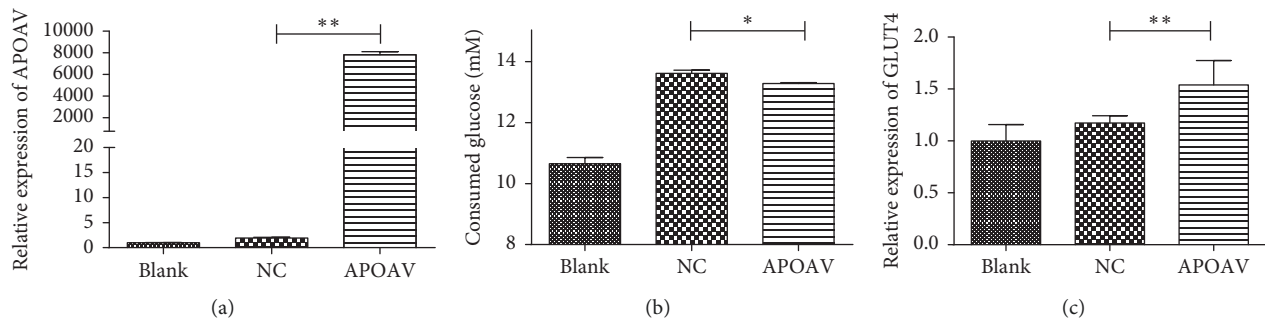 Relative expression of APOAV
10000
8000
6000
4000
2000
20
15
10
5
0
**
Blank
NC
APOAV
(a)
Consumed glucose (mM)
14
12
10
8
*
Blank
NC
APOAV
(b)
Relative expression of GLUT4
2.0
1.5
1.0
0.5
0.0
**
Blank
NC
APOAV
(c)